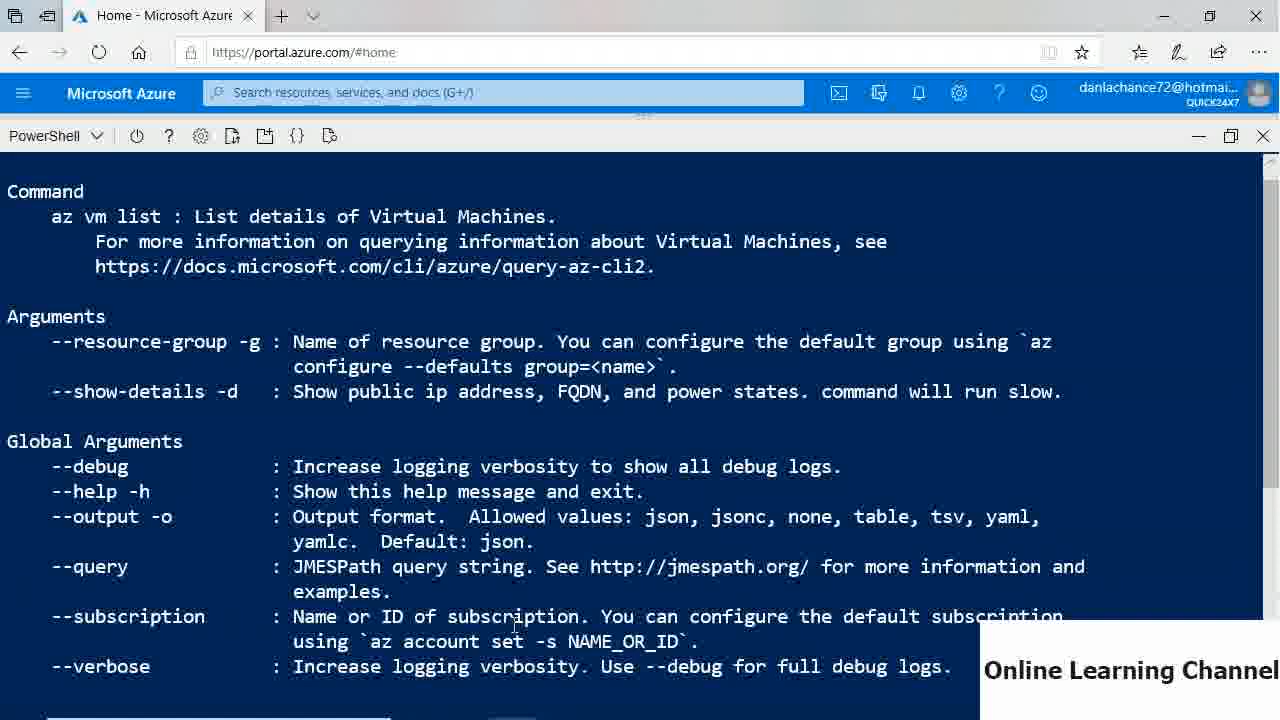 Home - Microsoft Azure
https://portal.azure.com/#home
Microsoft Azure
Search resources, services, and docs (G+/)
danlachance72@hotmai...
QUICK24X7
PowerShell
Command
az vm list : List details of Virtual Machines.
For more information on querying information about Virtual Machines, see
https://docs.microsoft.com/cli/azure/query-az-cli2.
Arguments
--resource-group -g : Name of resource group. You can configure the default group using `az
configure --defaults group=<name>`.
--show-details -d : Show public ip address, FQDN, and power states. command will run slow.
Global Arguments
--debug : Increase logging verbosity to show all debug logs.
--help -h : Show this help message and exit.
--output -o : Output format. Allowed values: json, jsonc, none, table, tsv, yaml,
yamlc. Default: json.
--query : JMESPath query string. See http://jmespath.org/ for more information and
examples.
--subscription : Name or ID of subscription. You can configure the default subscription
using `az account set -s NAME_OR_ID`.
--verbose : Increase logging verbosity. Use --debug for full debug logs.
Online Learning Channel